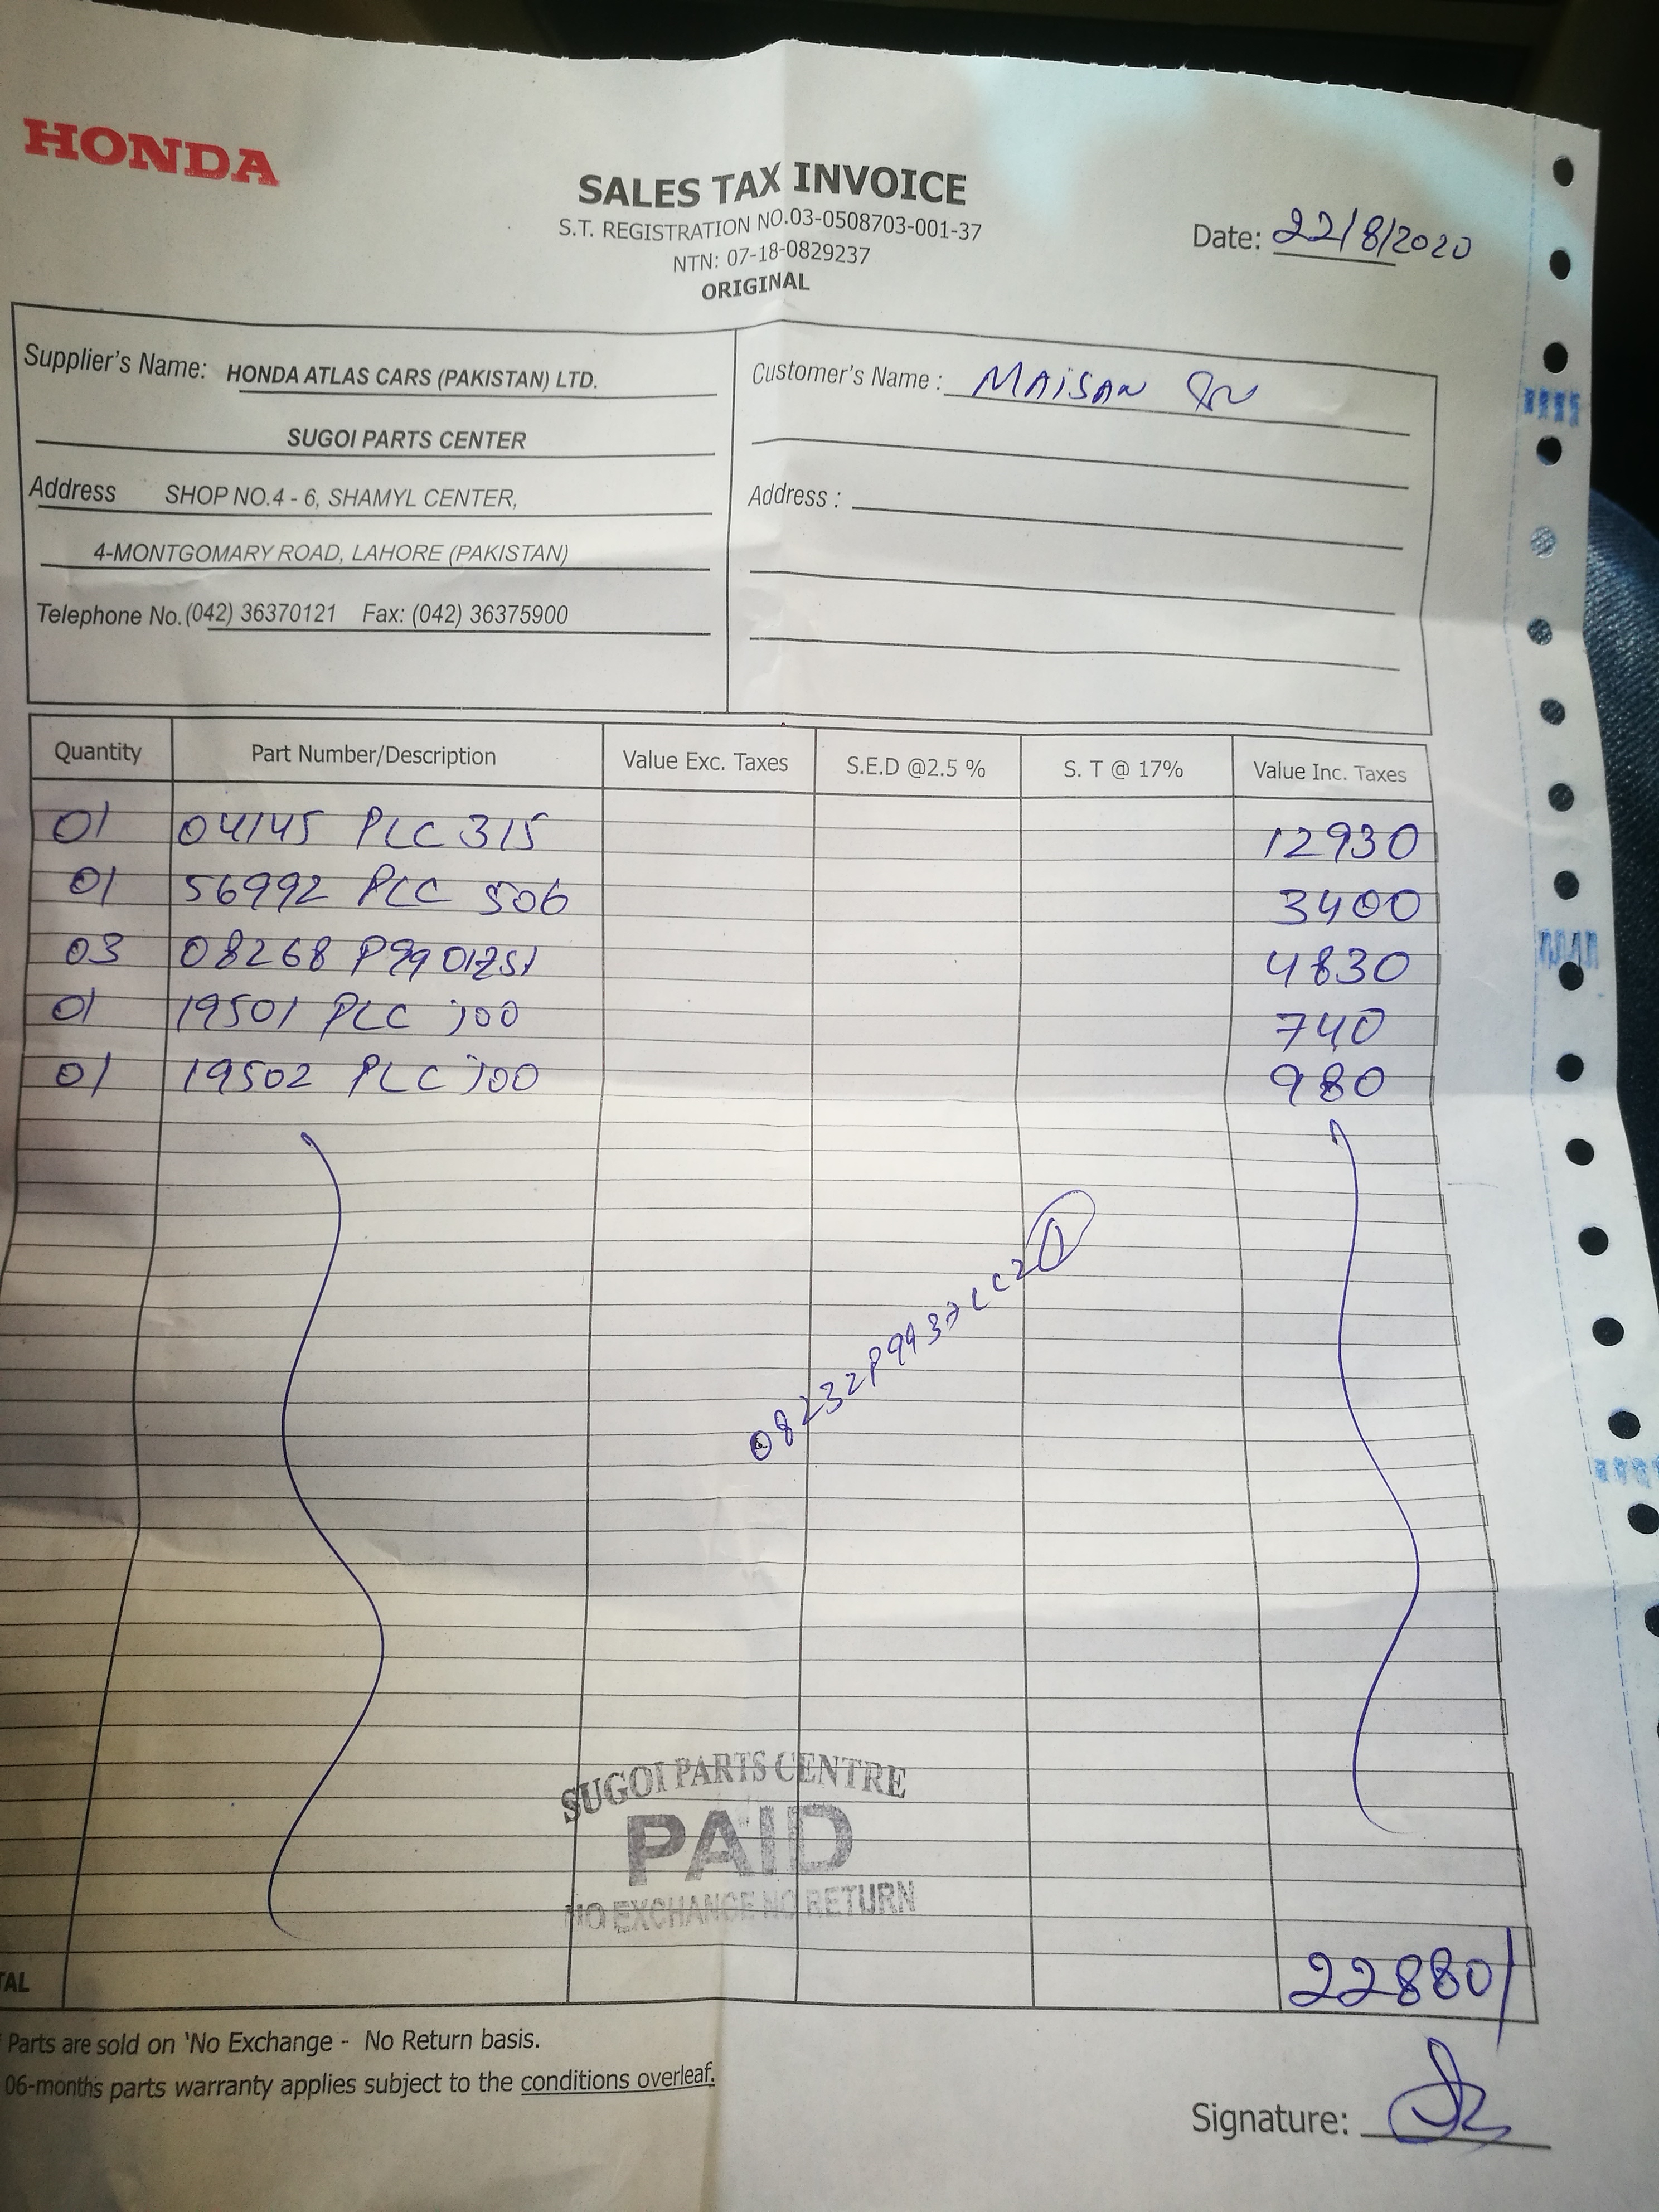 HONDA
SALES TAX INVOICE
S.T. REGISTRATION NO.03-0508703-001-37
NTN: 07-18-0829237
ORIGINAL
Date: 22/8/2020
Supplier's Name: HONDA ATLAS CARS (PAKISTAN) LTD.
SUGOI PARTS CENTER
Address SHOP NO.4 - 6, SHAMYL CENTER,
4-MONTGOMARY ROAD, LAHORE (PAKISTAN)
Telephone No. (042) 36370121 Fax: (042) 36375900
Customer's Name : MAiSAN
Address :
Quantity Part Number/Description Value Exc. Taxes S.E.D @2.5 % S. T @ 17% Value Inc. Taxes
01 04145 PLC 315 12930
01 56992 PLC 506 3400
03 08268 4830
01 19501 PLC J00 740
01 19502 PLC J00 980
SUGOI PARTS CENTRE
PAID
NO EXCHANGE NO RETURN
TAL 22880/
Parts are sold on 'No Exchange - No Return basis.
06-months parts warranty applies subject to the conditions overleaf.
Signature: